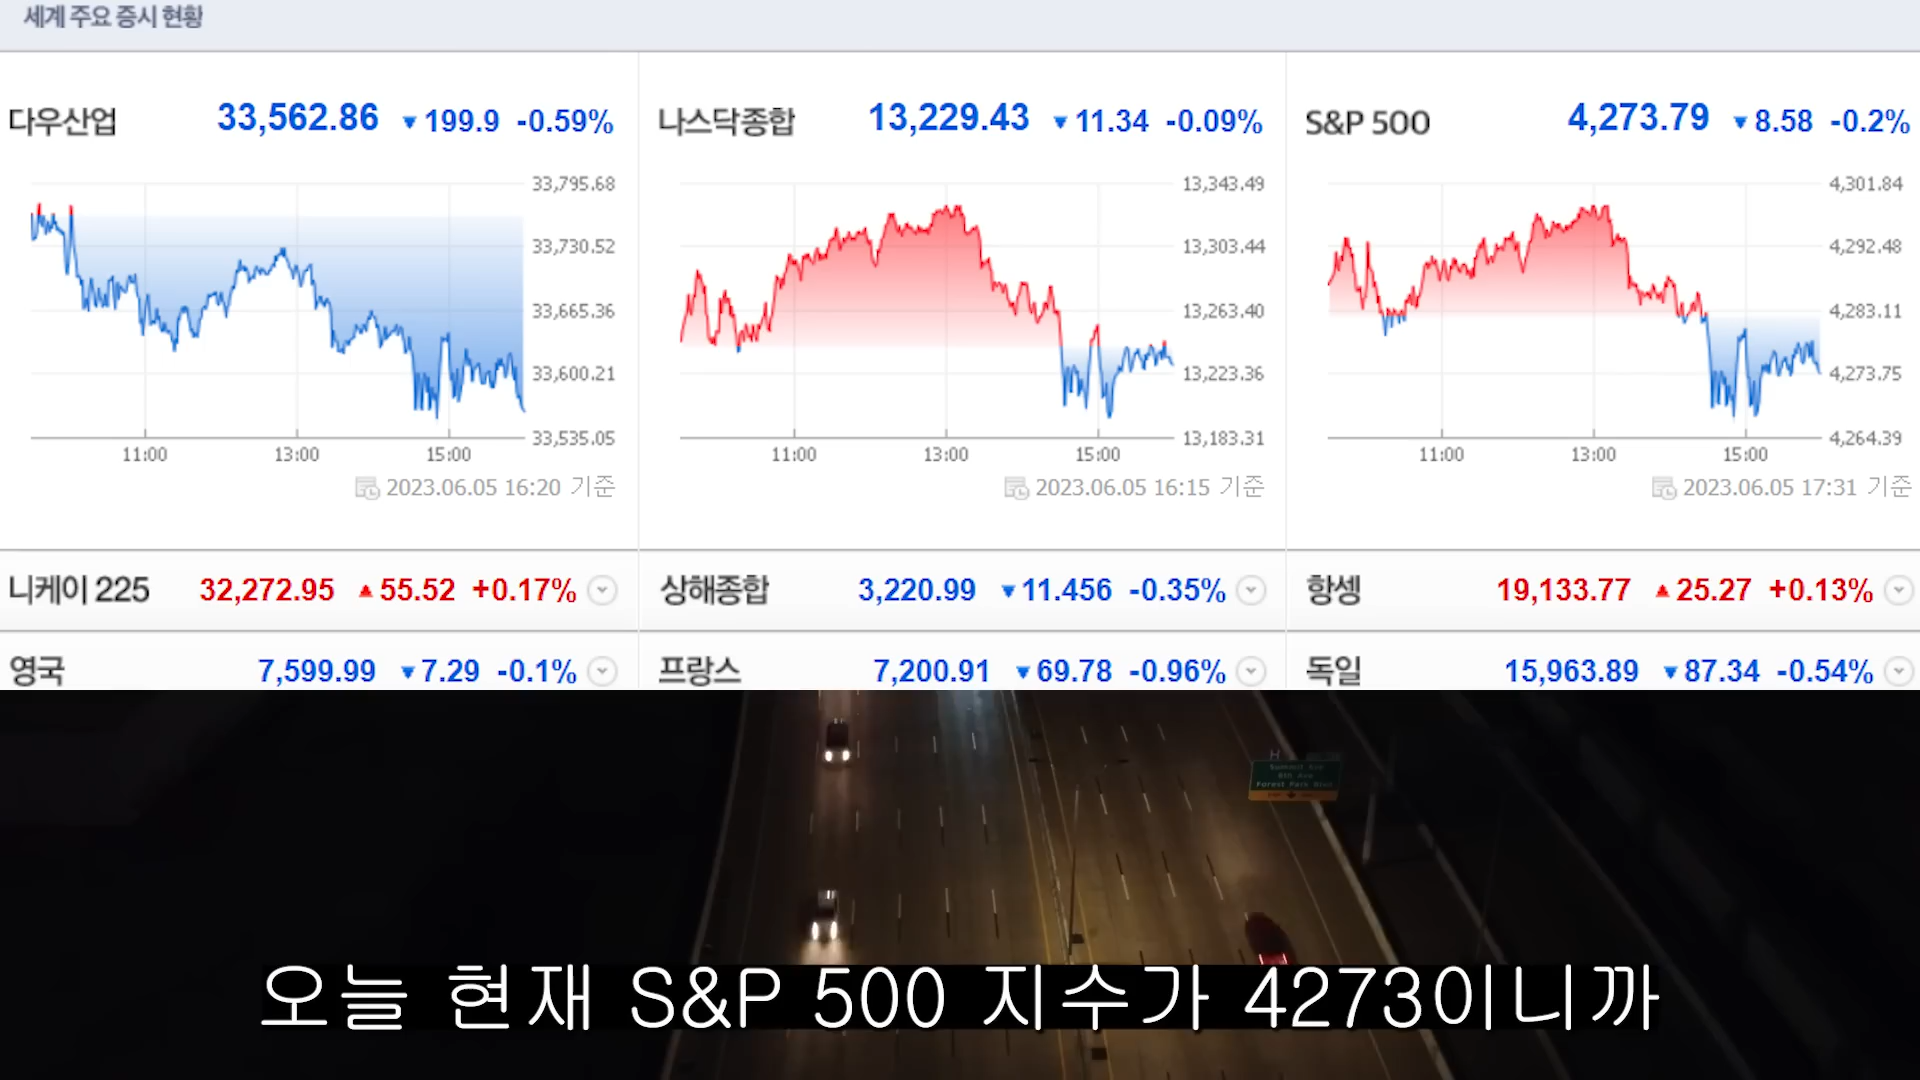 세계 주요 증시 현황
다우산업 33,562.86 ▼199.9 -0.59%
33,795.68
33,730.52
33,665.36
33,600.21
33,535.05
11:00 13:00 15:00
2023.06.05 16:20 기준
나스닥종합 13,229.43 ▼11.34 -0.09%
13,343.49
13,303.44
13,263.40
13,223.36
13,183.31
11:00 13:00 15:00
2023.06.05 16:15 기준
S&P 500 4,273.79 ▼8.58 -0.2%
4,301.84
4,292.48
4,283.11
4,273.75
4,264.39
11:00 13:00 15:00
2023.06.05 17:31 기준
니케이 225 32,272.95 ▲55.52 +0.17%
상해종합 3,220.99 ▼11.456 -0.35%
항셍 19,133.77 ▲25.27 +0.13%
영국 7,599.99 ▼7.29 -0.1%
프랑스 7,200.91 ▼69.78 -0.96%
독일 15,963.89 ▼87.34 -0.54%
Summit Ave
8th Ave
Forest Park Blvd
오늘 현재 S&P 500 지수가 4273이니까